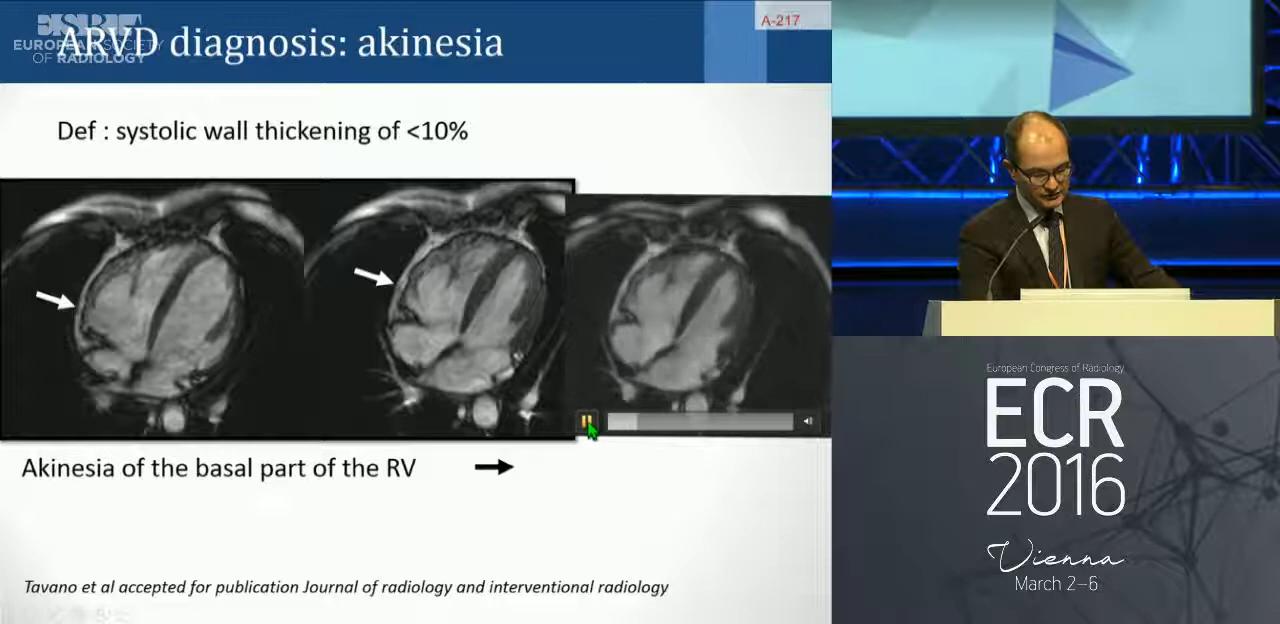 ESR
EUROPEAN SOCIETY
OF RADIOLOGY
ARVD diagnosis: akinesia
A-217
Def : systolic wall thickening of <10%
Akinesia of the basal part of the RV
Tavano et al accepted for publication Journal of radiology and interventional radiology
European Congress of Radiology
ECR
2016
Vienna
March 2–6